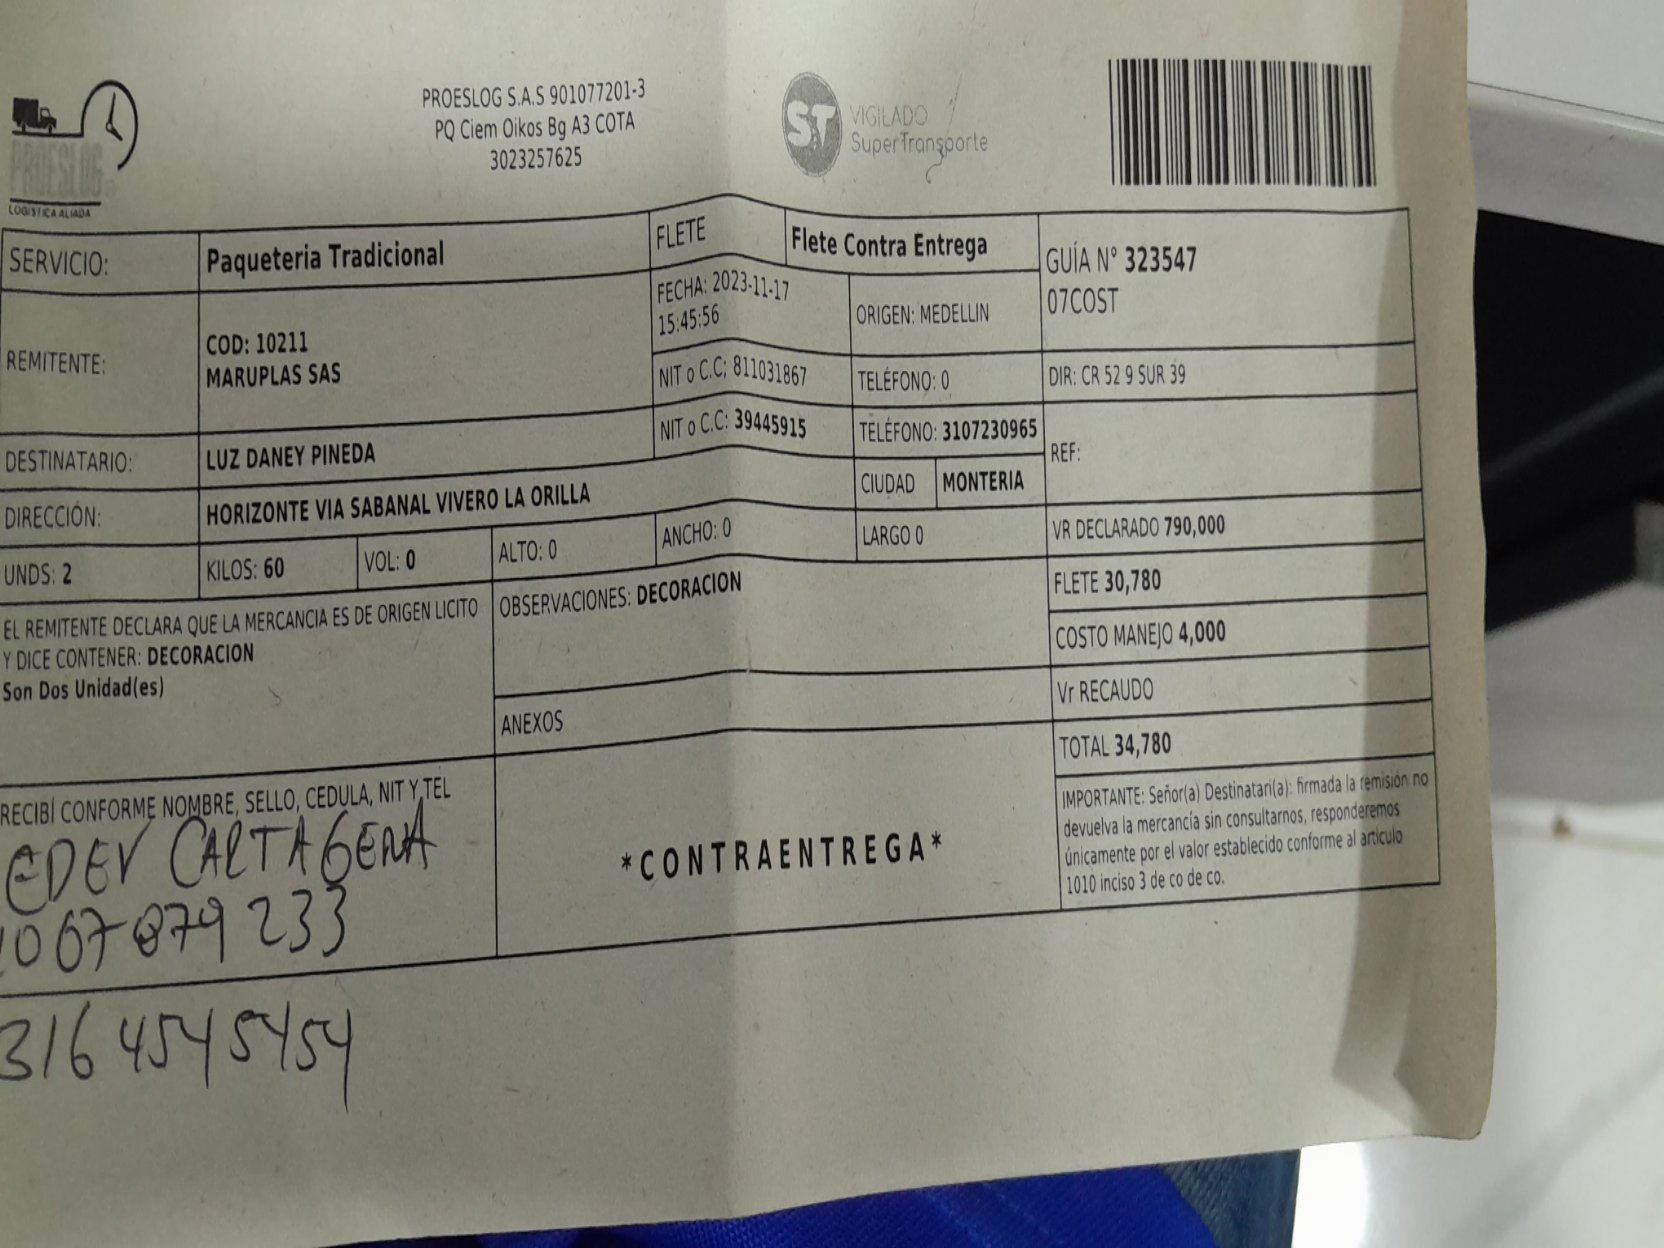 PROESLOG
LOGISTICA ALIADA
PROESLOG S.A.S 901077201-3
PQ Ciem Oikos Bg A3 COTA
3023257625
ST
VIGILADO
SuperTransporte
SERVICIO: Paqueteria Tradicional
FLETE Flete Contra Entrega
GUÍA N° 323547
07COST
REMITENTE: COD: 10211
MARUPLAS SAS
FECHA: 2023-11-17
15:45:56
ORIGEN: MEDELLIN
NIT o C.C: 811031867
TELÉFONO: 0
DIR: CR 52 9 SUR 39
DESTINATARIO: LUZ DANEY PINEDA
NIT o C.C: 39445915
TELÉFONO: 3107230965
REF:
DIRECCIÓN: HORIZONTE VIA SABANAL VIVERO LA ORILLA
CIUDAD MONTERIA
UNDS: 2 KILOS: 60 VOL: 0 ALTO: 0 ANCHO: 0 LARGO 0
VR DECLARADO 790,000
EL REMITENTE DECLARA QUE LA MERCANCIA ES DE ORIGEN LICITO
Y DICE CONTENER: DECORACION
Son Dos Unidad(es)
OBSERVACIONES: DECORACION
ANEXOS
FLETE 30,780
COSTO MANEJO 4,000
Vr RECAUDO
TOTAL 34,780
RECIBÍ CONFORME NOMBRE, SELLO, CEDULA, NIT Y TEL
CARTAGENA
1067879233
3164545454
*CONTRAENTREGA*
IMPORTANTE: Señor(a) Destinatari(a): firmada la remisión no
devuelva la mercancía sin consultarnos, responderemos
únicamente por el valor establecido conforme al artículo
1010 inciso 3 de co de co.